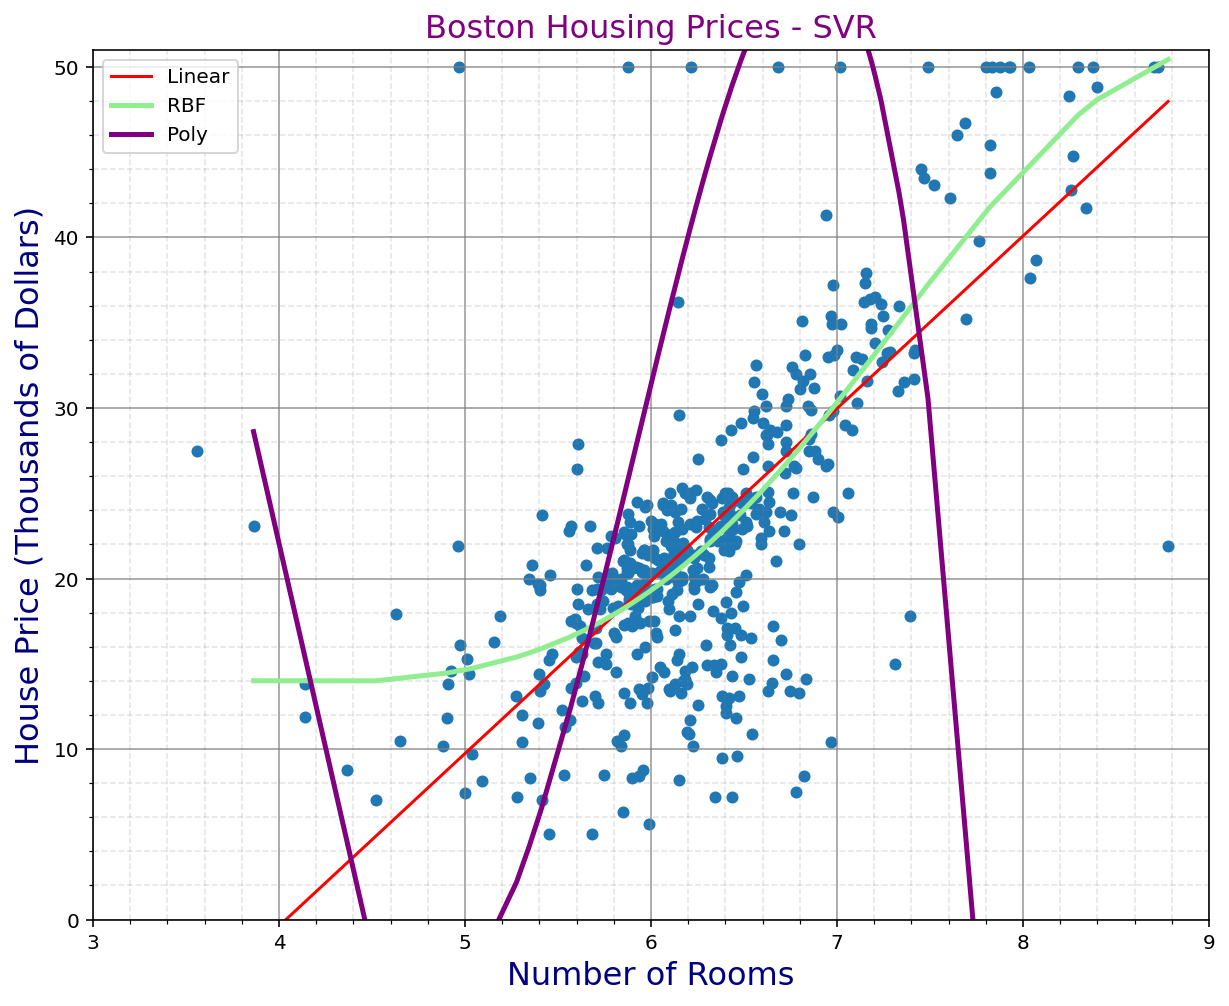 Boston Housing Prices - SVR
Linear
RBF
Poly
House Price (Thousands of Dollars)
50
40
30
20
10
0
3 4 5 6 7 8 9
Number of Rooms